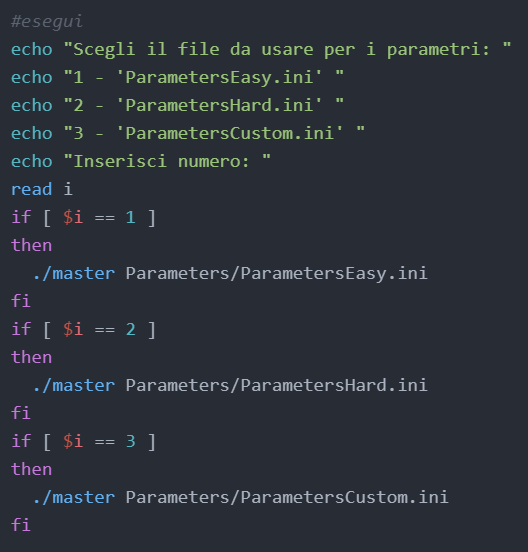 #esegui
echo "Scegli il file da usare per i parametri: "
echo "1 - 'ParametersEasy.ini' "
echo "2 - 'ParametersHard.ini' "
echo "3 - 'ParametersCustom.ini' "
echo "Inserisci numero: "
read i
if [ $i == 1 ]
then
  ./master Parameters/ParametersEasy.ini
fi
if [ $i == 2 ]
then
  ./master Parameters/ParametersHard.ini
fi
if [ $i == 3 ]
then
  ./master Parameters/ParametersCustom.ini
fi